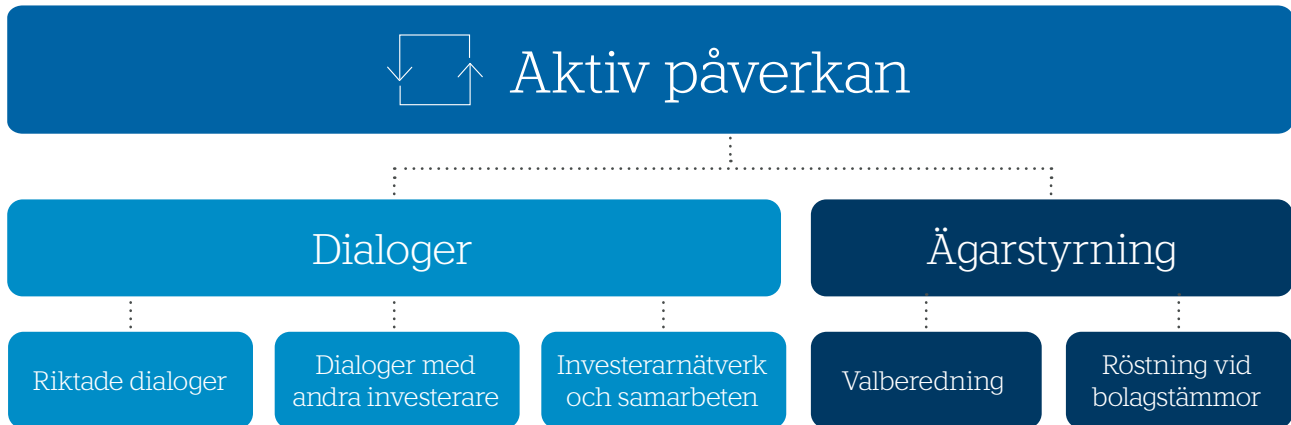 Aktiv påverkan
Dialoger
Ägarstyrning
Riktade dialoger
Dialoger med
andra investerare
Investerarnätverk
och samarbeten
Valberedning
Röstning vid
bolagstämmor